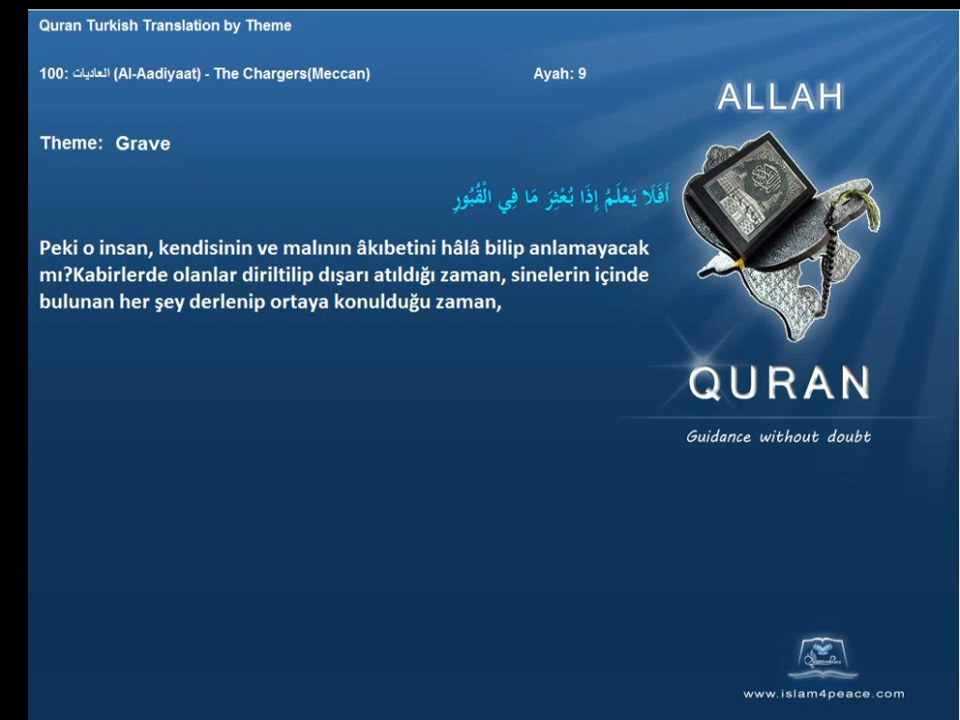 Quran Turkish Translation by Theme
100: العاديات (Al-Aadiyaat) - The Chargers(Meccan) Ayah: 9
ALLAH
Theme: Grave
أَفَلَا يَعْلَمُ إِذَا بُعْثِرَ مَا فِي الْقُبُورِ
Peki o insan, kendisinin ve malının âkıbetini hâlâ bilip anlamayacak
mı?Kabirlerde olanlar diriltilip dışarı atıldığı zaman, sinelerin içinde
bulunan her şey derlenip ortaya konulduğu zaman,
QURAN
Guidance without doubt
www.islam4peace.com